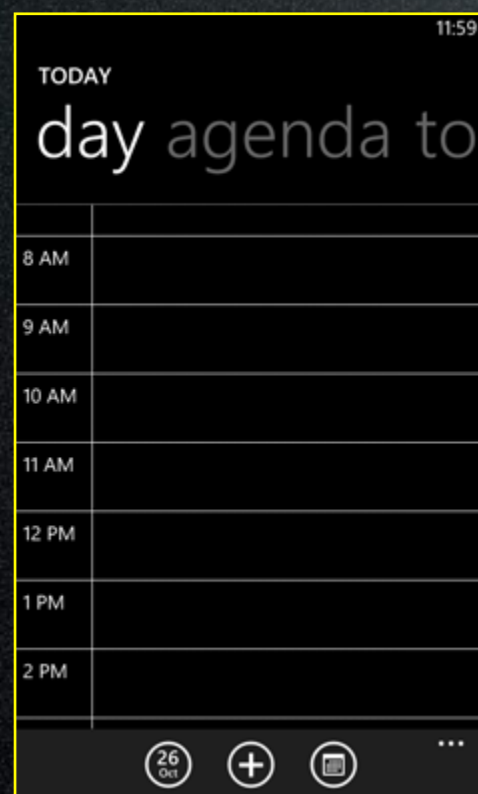 11:59
TODAY
day agenda to
8 AM
9 AM
10 AM
11 AM
12 PM
1 PM
2 PM
26
Oct